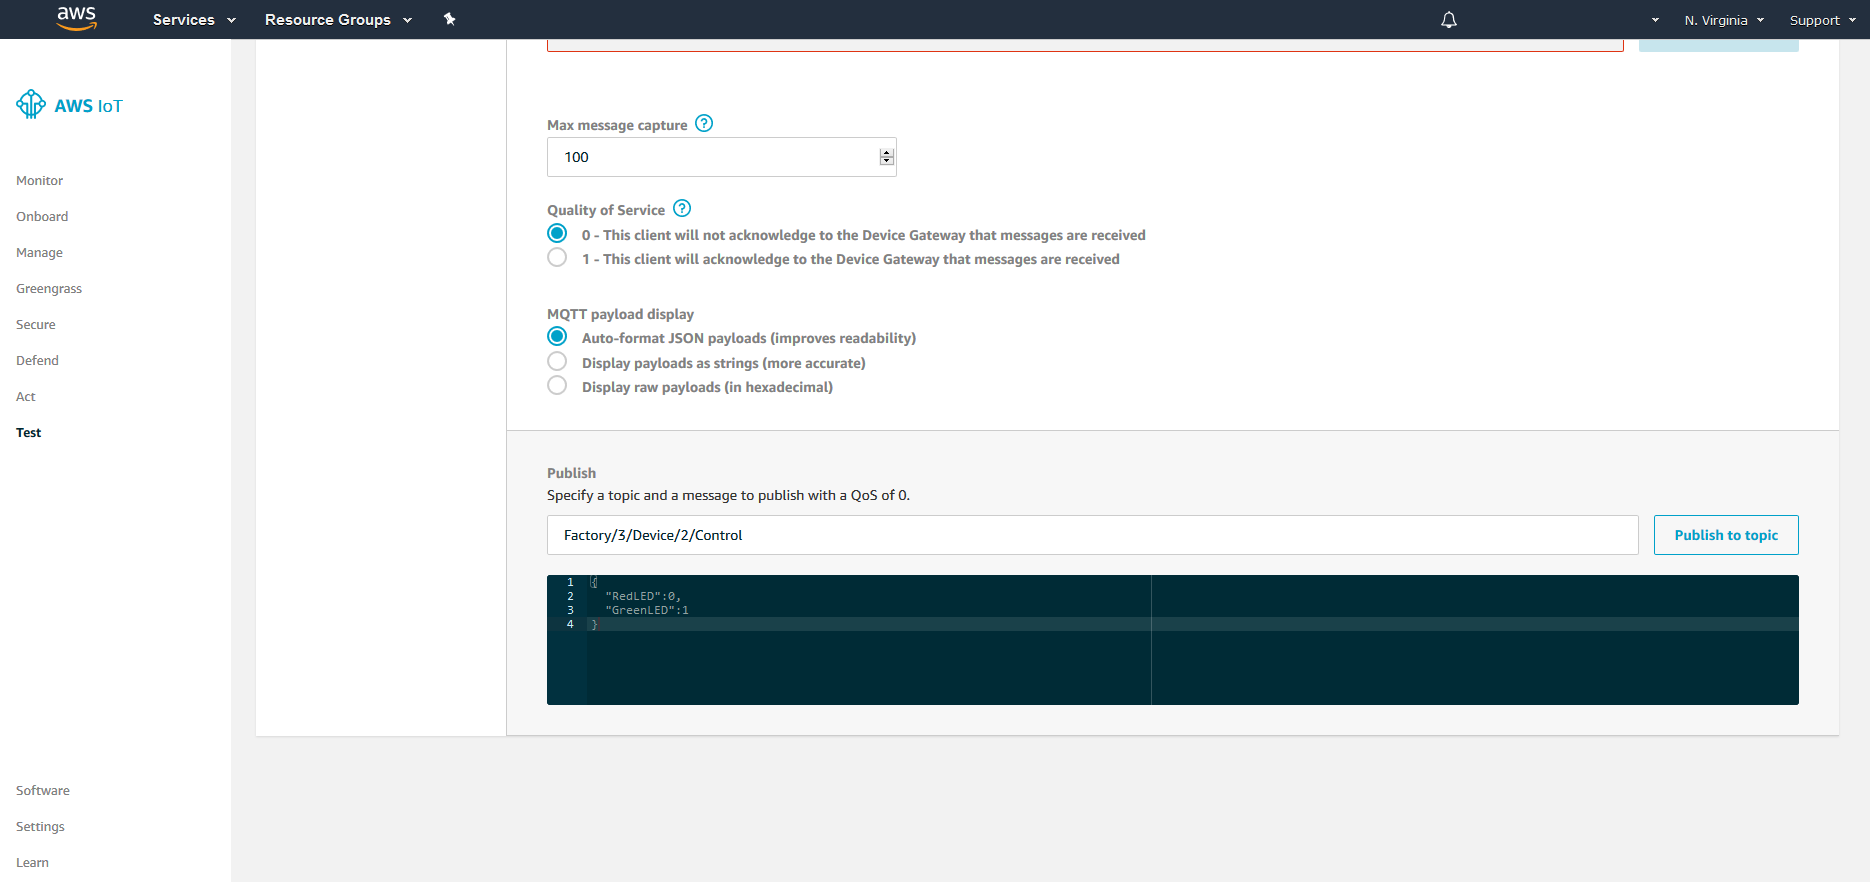 aws Services Resource Groups N. Virginia Support
AWS IoT
Monitor
Onboard
Manage
Greengrass
Secure
Defend
Act
Test
Software
Settings
Learn
Max message capture ?
100
Quality of Service ?
0 - This client will not acknowledge to the Device Gateway that messages are received
1 - This client will acknowledge to the Device Gateway that messages are received
MQTT payload display
Auto-format JSON payloads (improves readability)
Display payloads as strings (more accurate)
Display raw payloads (in hexadecimal)
Publish
Specify a topic and a message to publish with a QoS of 0.
Factory/3/Device/2/Control Publish to topic
1 {
2 "RedLED":0,
3 "GreenLED":1
4 }